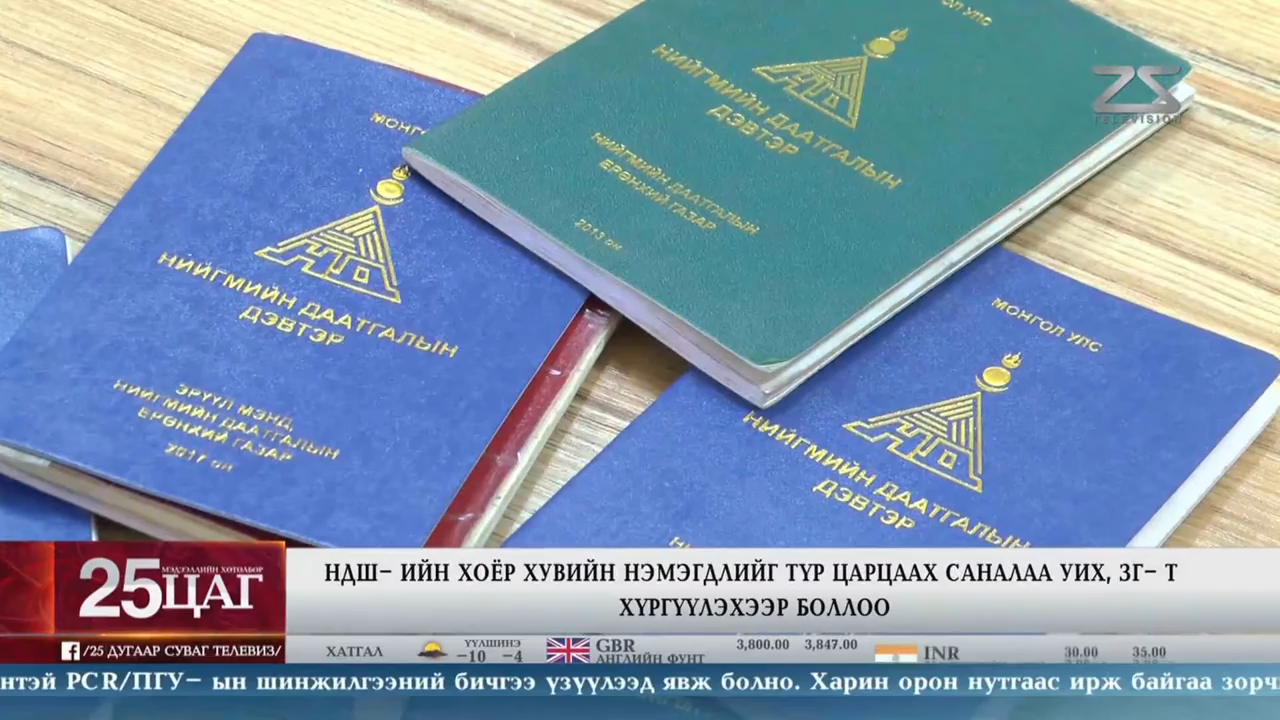 МОНГОЛ УЛС
НИЙГМИЙН ДААТГАЛЫН
ДЭВТЭР
НИЙГМИЙН ДААТГАЛЫН
ЕРӨНХИЙ ГАЗАР
2013 он
TELEVISION
НИЙГМИЙН ДААТГАЛЫН
ДЭВТЭР
ЭРҮҮЛ МЭНД,
НИЙГМИЙН ДААТГАЛЫН
ЕРӨНХИЙ ГАЗАР
2017 он
МОНГОЛ УЛС
НИЙГМИЙН ДААТГАЛЫН
ДЭВТЭР
МЭДЭЭЛЛИЙН ХӨТӨЛБӨР
25ЦАГ
НДШ- ИЙН ХОЁР ХУВИЙН НЭМЭГДЛИЙГ ТҮР ЦАРЦААХ САНАЛАА УИХ, ЗГ- Т
ХҮРГҮҮЛЭХЭЭР БОЛЛОО
/25 ДУГААР СУВАГ ТЕЛЕВИЗ/
ХАТГАЛ ҮҮЛШИНЭ -10 -4
GBR 3,800.00 3,847.00
АНГЛИЙН ФУНТ
INR 30.00 35.00
нтэй PCR/ПГУ- ын шинжилгээний бичгээ үзүүлээд явж болно. Харин орон нутгаас ирж байгаа зорч